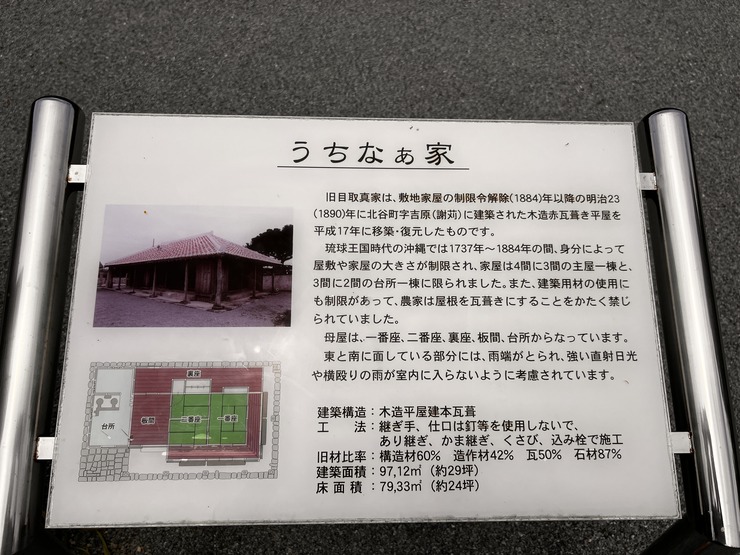 うちなぁ家
旧目取真家は、敷地家屋の制限令解除(1884)年以降の明治23
(1890)年に北谷町字吉原(謝苅)に建築された木造赤瓦葺き平屋を
平成17年に移築・復元したものです。
琉球王国時代の沖縄では1737年～1884年の間、身分によって
屋敷や家屋の大きさが制限され、家屋は4間に3間の主屋一棟と、
3間に2間の台所一棟に限られました。また、建築用材の使用に
も制限があって、農家は屋根を瓦葺きにすることをかたく禁じ
られていました。
母屋は、一番座、二番座、裏座、板間、台所からなっています。
東と南に面している部分には、雨端がとられ、強い直射日光
や横殴りの雨が室内に入らないように考慮されています。
裏座
板間
二番座
一番座
台所
建築構造：木造平屋建本瓦葺
工　　法：継ぎ手、仕口は釘等を使用しないで、
あり継ぎ、かま継ぎ、くさび、込み栓で施工
旧材比率：構造材60%　造作材42%　瓦50%　石材87%
建築面積：97,12㎡（約29坪）
床 面 積：79,33㎡（約24坪）